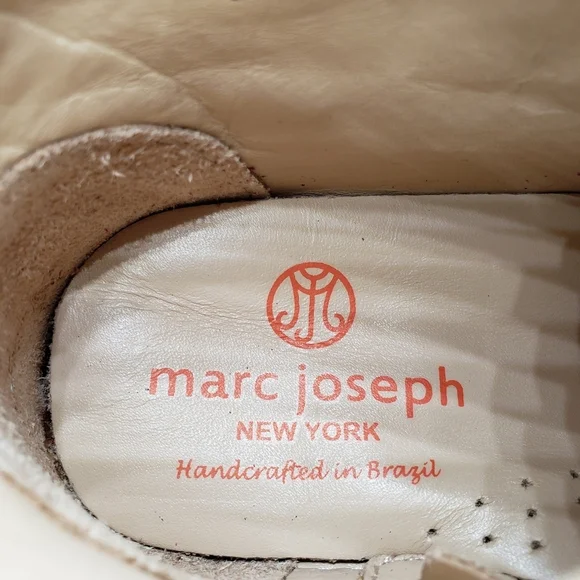 marc joseph
NEW YORK
Handcrafted in Brazil